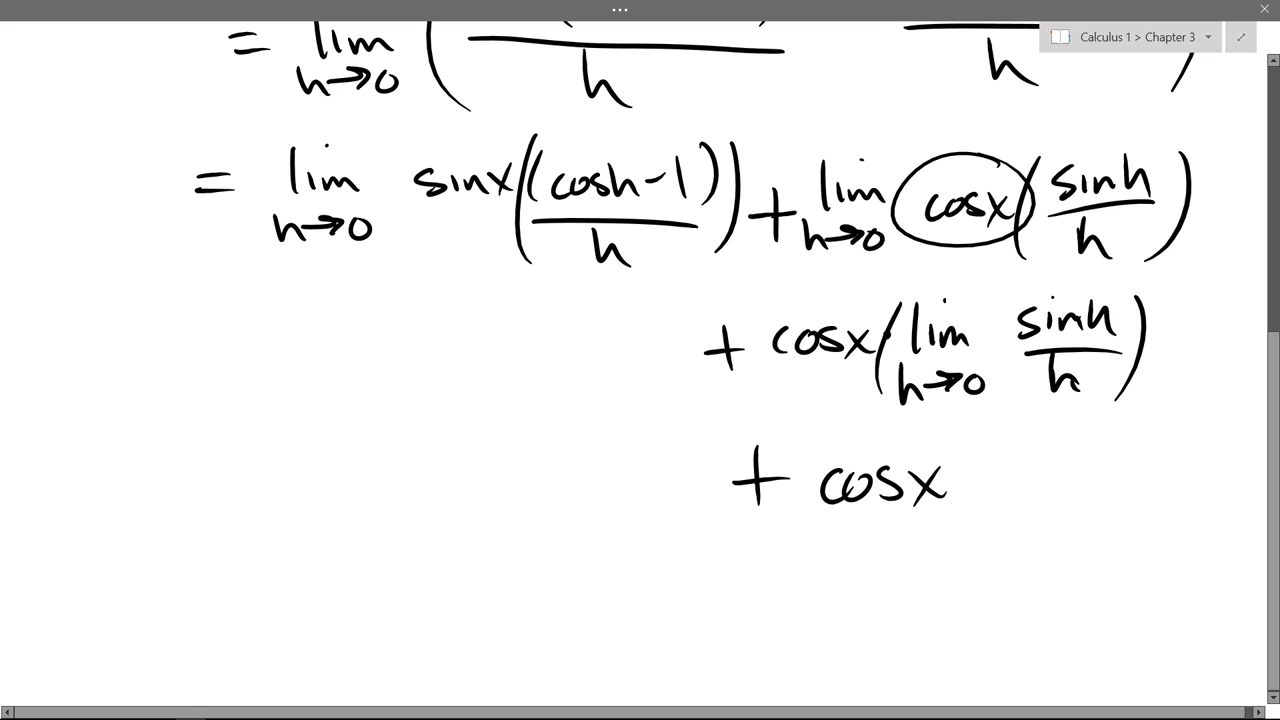 Calculus 1 > Chapter 3
= lim h→0 ( / h / h )
= lim h→0 sinx((cosh-1)/h) + lim h→0 cosx(sinh/h)
+ cosx(lim h→0 sinh/h)
+ cosx